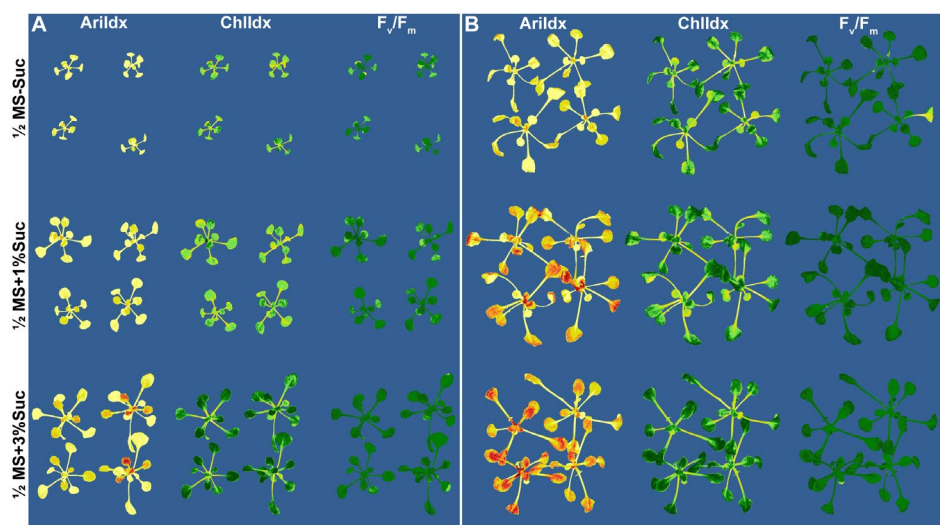 A
AriIdx
ChlIdx
Fv/Fm
B
AriIdx
ChlIdx
Fv/Fm
½ MS-Suc
½ MS+1%Suc
½ MS+3%Suc